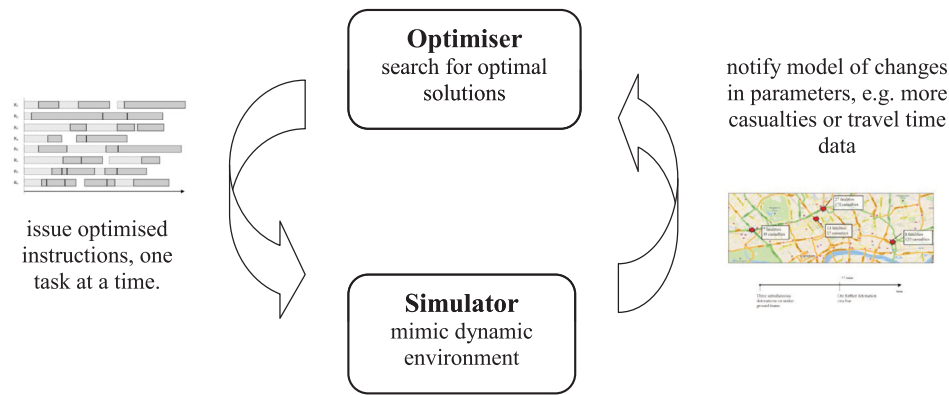 Optimiser
search for optimal
solutions
notify model of changes
in parameters, e.g. more
casualties or travel time
data
issue optimised
instructions, one
task at a time.
Simulator
mimic dynamic
environment